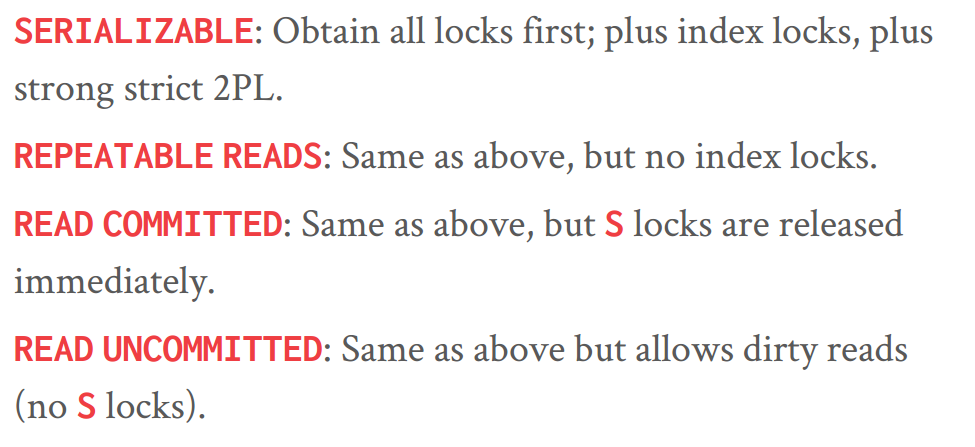 SERIALIZABLE: Obtain all locks first; plus index locks, plus
strong strict 2PL.
REPEATABLE READS: Same as above, but no index locks.
READ COMMITTED: Same as above, but S locks are released
immediately.
READ UNCOMMITTED: Same as above but allows dirty reads
(no S locks).